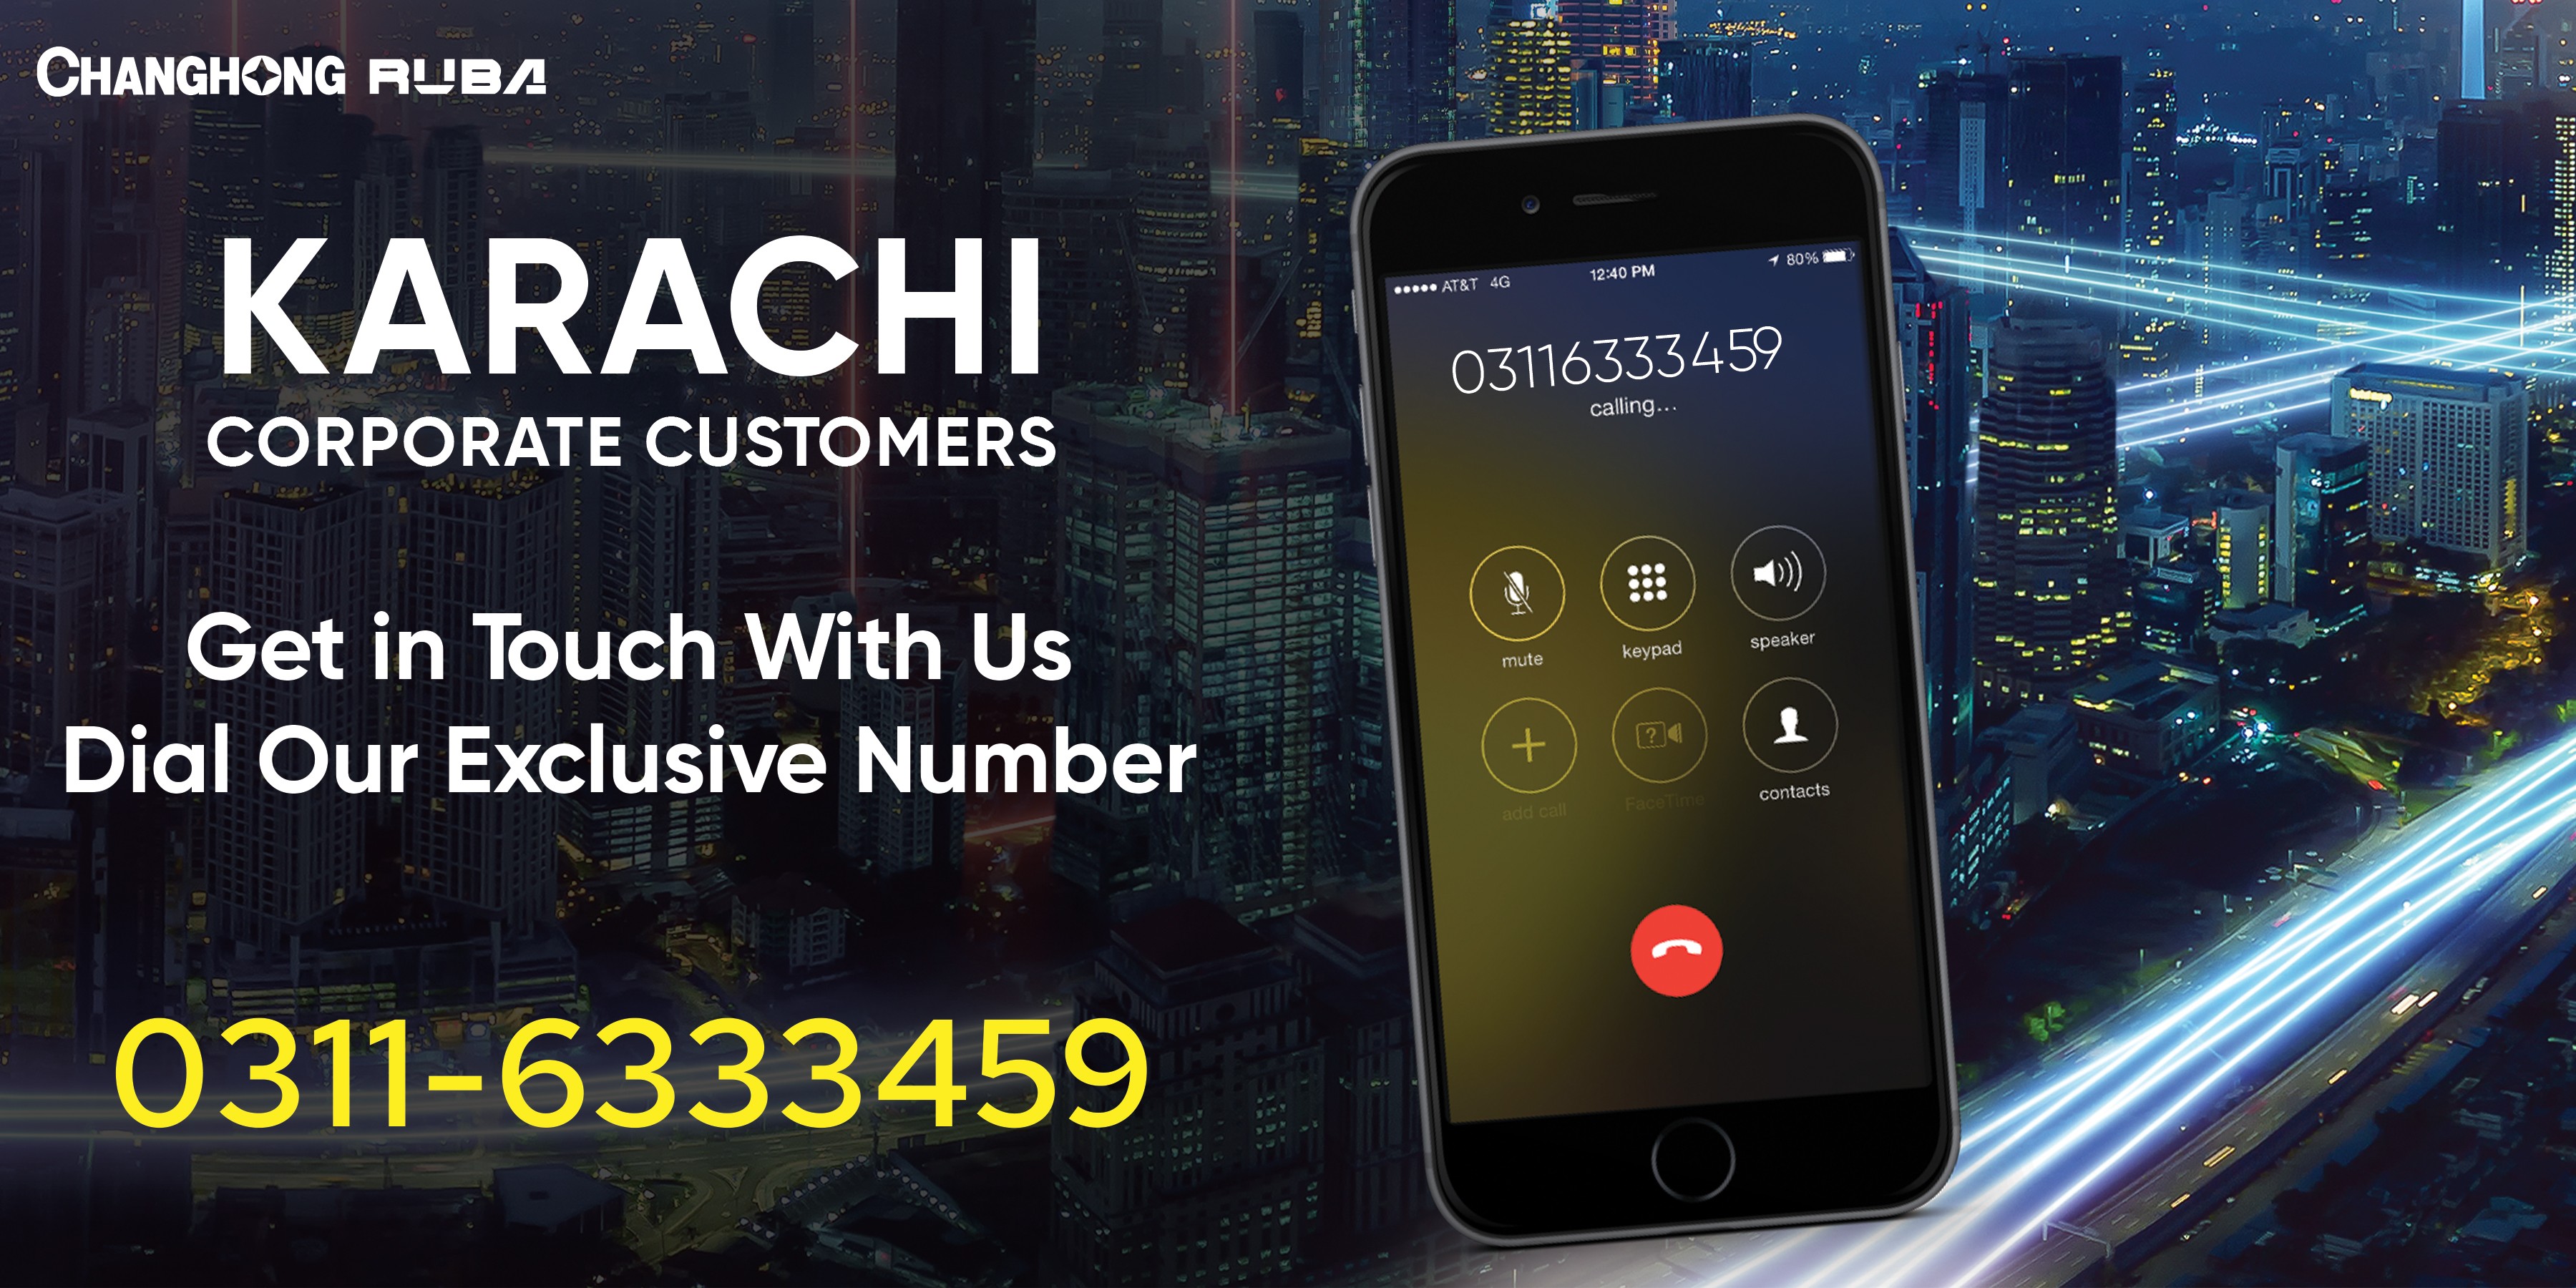 CHANGHONG RUBA
KARACHI
CORPORATE CUSTOMERS
Get in Touch With Us
Dial Our Exclusive Number
0311-6333459
AT&T 4G 12:40 PM 80%
03116333459
calling...
mute keypad speaker
add call FaceTime contacts